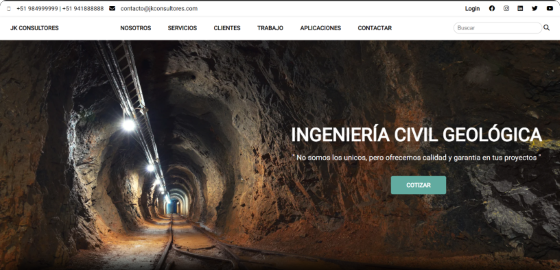 +51 984999999 | +51 941888888 contacto@jkconsultores.com Login
JK CONSULTORES NOSOTROS SERVICIOS CLIENTES TRABAJO APLICACIONES CONTACTAR Buscar
INGENIERÍA CIVIL GEOLÓGICA
" No somos los unicos, pero ofrecemos calidad y garantia en tus proyectos "
COTIZAR